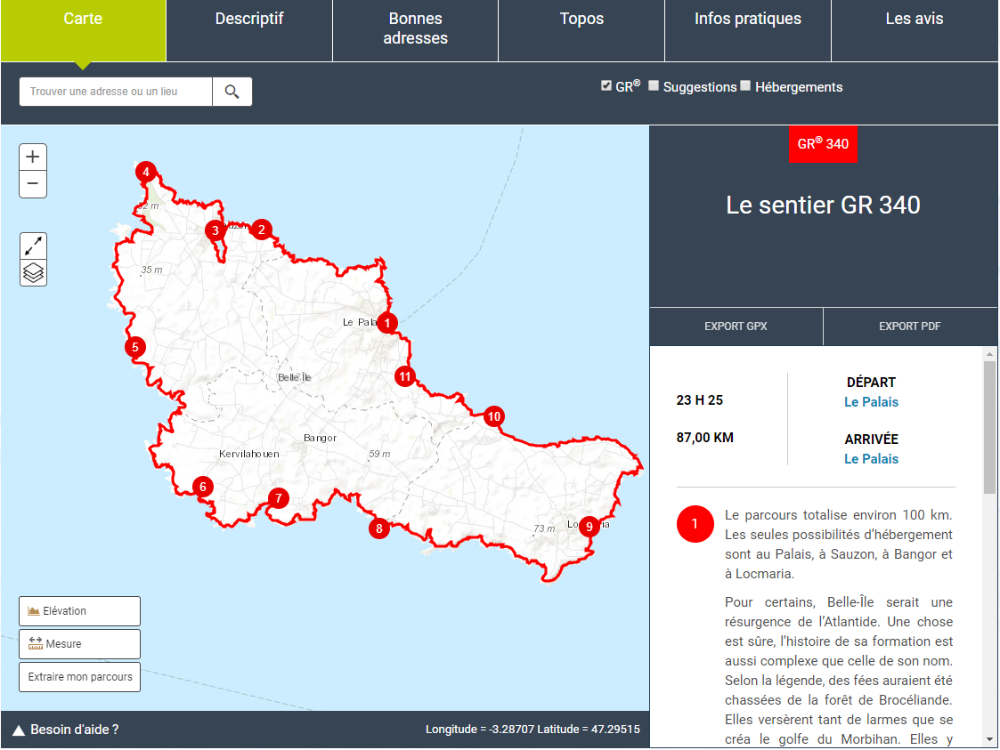 Carte
Descriptif
Bonnes
adresses
Topos
Infos pratiques
Les avis
Trouver une adresse ou un lieu
GR®
Suggestions
Hébergements
+
−
4
32 m
3
2
35 m
Le Pala
1
5
11
Belle Île
10
Bangor
Kervilahouen
59 m
6
7
8
73 m
9
Elévation
Mesure
Extraire mon parcours
Besoin d'aide ?
Longitude = -3.28707 Latitude = 47.29515
GR® 340
Le sentier GR 340
EXPORT GPX
EXPORT PDF
23 H 25
87,00 KM
DÉPART
Le Palais
ARRIVÉE
Le Palais
1
Le parcours totalise environ 100 km.
Les seules possibilités d’hébergement
sont au Palais, à Sauzon, à Bangor et
à Locmaria.
Pour certains, Belle-Île serait une
résurgence de l’Atlantide. Une chose
est sûre, l’histoire de sa formation est
aussi complexe que celle de son nom.
Selon la légende, des fées auraient été
chassées de la forêt de Brocéliande.
Elles versèrent tant de larmes que se
créa le golfe du Morbihan. Elles y